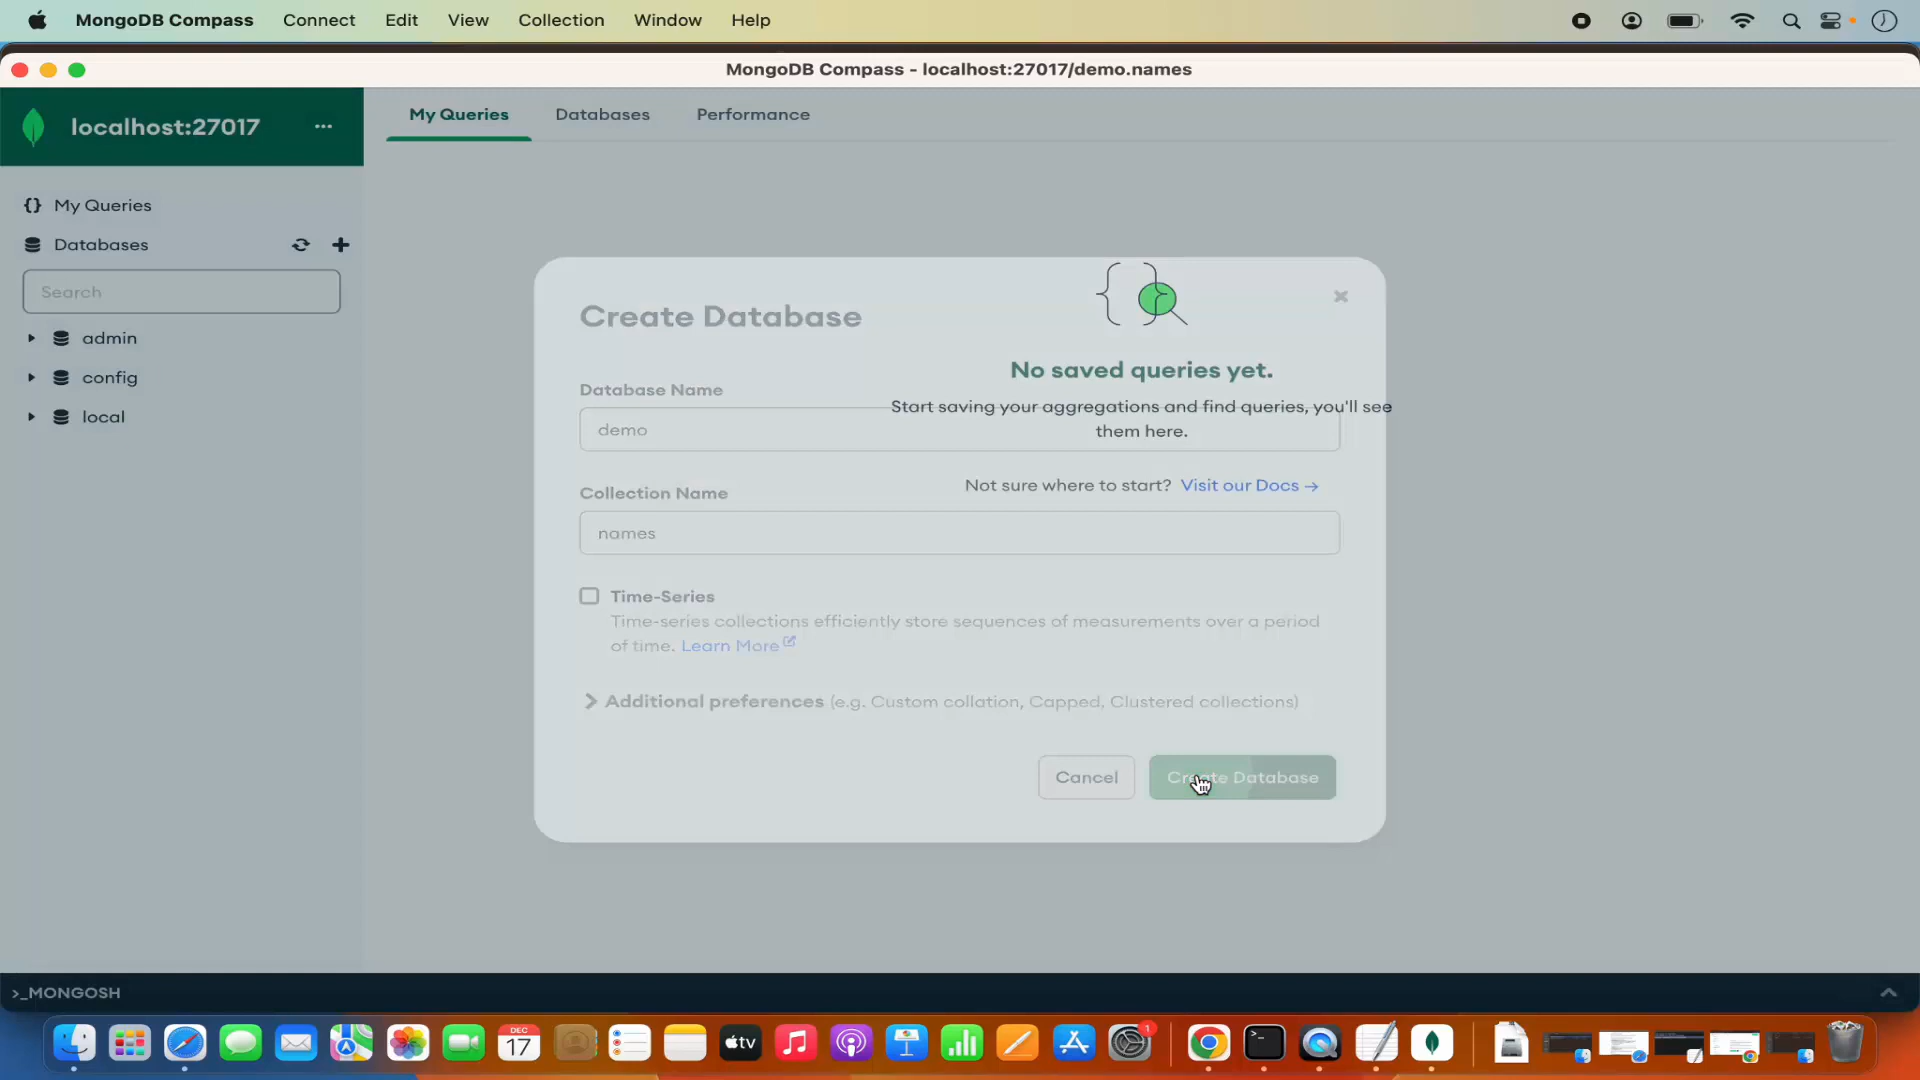 MongoDB Compass Connect Edit View Collection Window Help
MongoDB Compass - localhost:27017/demo.names
localhost:27017 ...
My Queries Databases Performance
{} My Queries
Databases
Search
admin
config
local
Create Database
No saved queries yet.
Start saving your aggregations and find queries, you'll see
them here.
Not sure where to start? Visit our Docs →
Database Name
demo
Collection Name
names
Time-Series
Time-series collections efficiently store sequences of measurements over a period
of time. Learn More
Additional preferences (e.g. Custom collation, Capped, Clustered collections)
Cancel Create Database
>_MONGOSH
DEC
17
tv
1